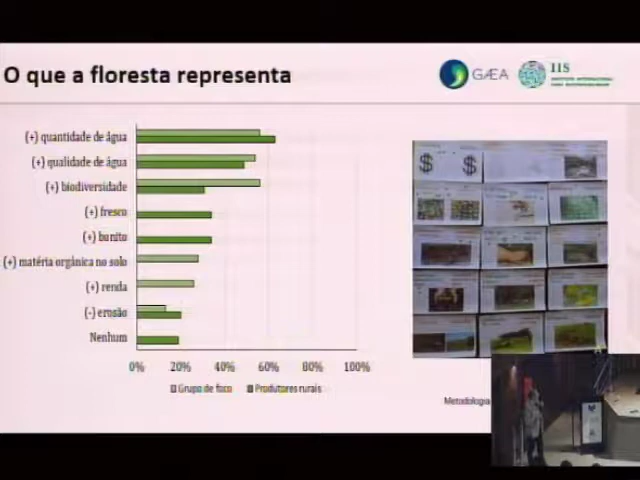 O que a floresta representa
GÆA
IIS
(+) quantidade de água
(+) qualidade de água
(+) biodiversidade
(+) fresco
(+) bonito
(+) matéria orgânica no solo
(+) renda
(-) erosão
Nenhum
0% 20% 40% 60% 80% 100%
Grupo de foco Produtores rurais
$ $
Metodologia